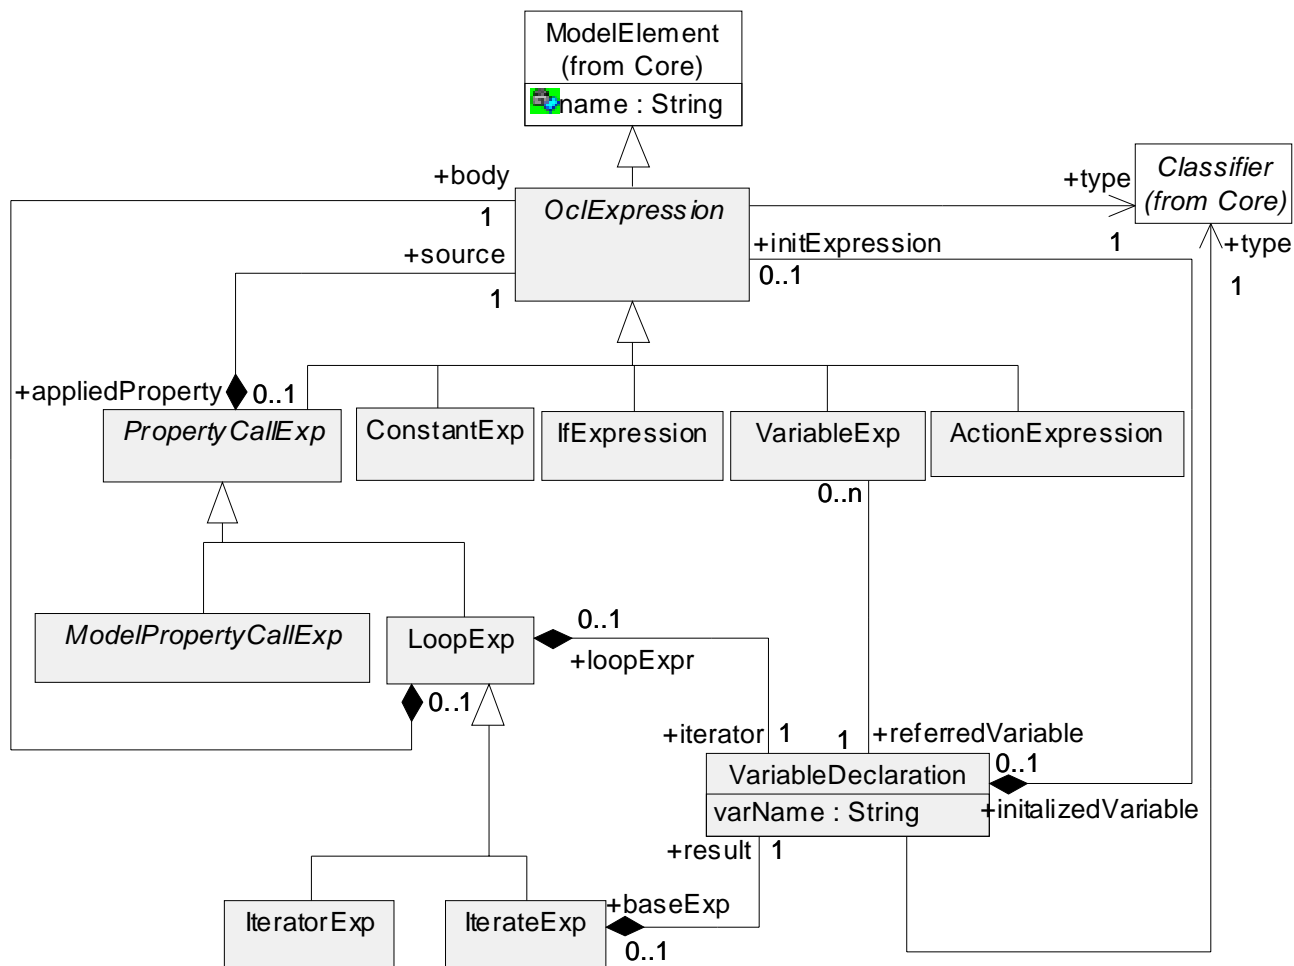 ModelElement
(from Core)
name : String
+body
1
OclExpression
+type
1
Classifier
(from Core)
+type
1
+source
1
+initExpression
0..1
+appliedProperty
0..1
PropertyCallExp
ConstantExp
IfExpression
VariableExp
ActionExpression
0..n
ModelPropertyCallExp
LoopExp
0..1
+loopExpr
0..1
+iterator
1
1
+referredVariable
VariableDeclaration
varName : String
0..1
+initalizedVariable
+result
1
IteratorExp
IterateExp
+baseExp
0..1